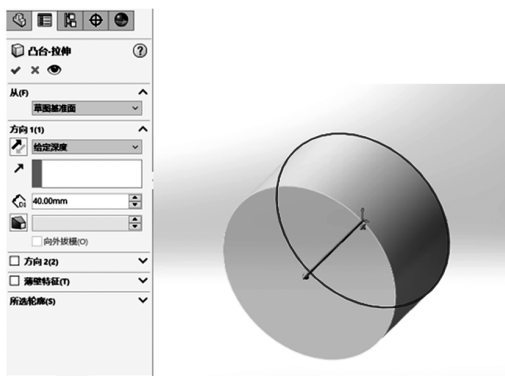 凸台-拉伸
从(F)
草图基准面
方向 1(1)
给定深度
D1
40.00mm
向外拔模(O)
方向 2(2)
薄壁特征(T)
所选轮廓(S)